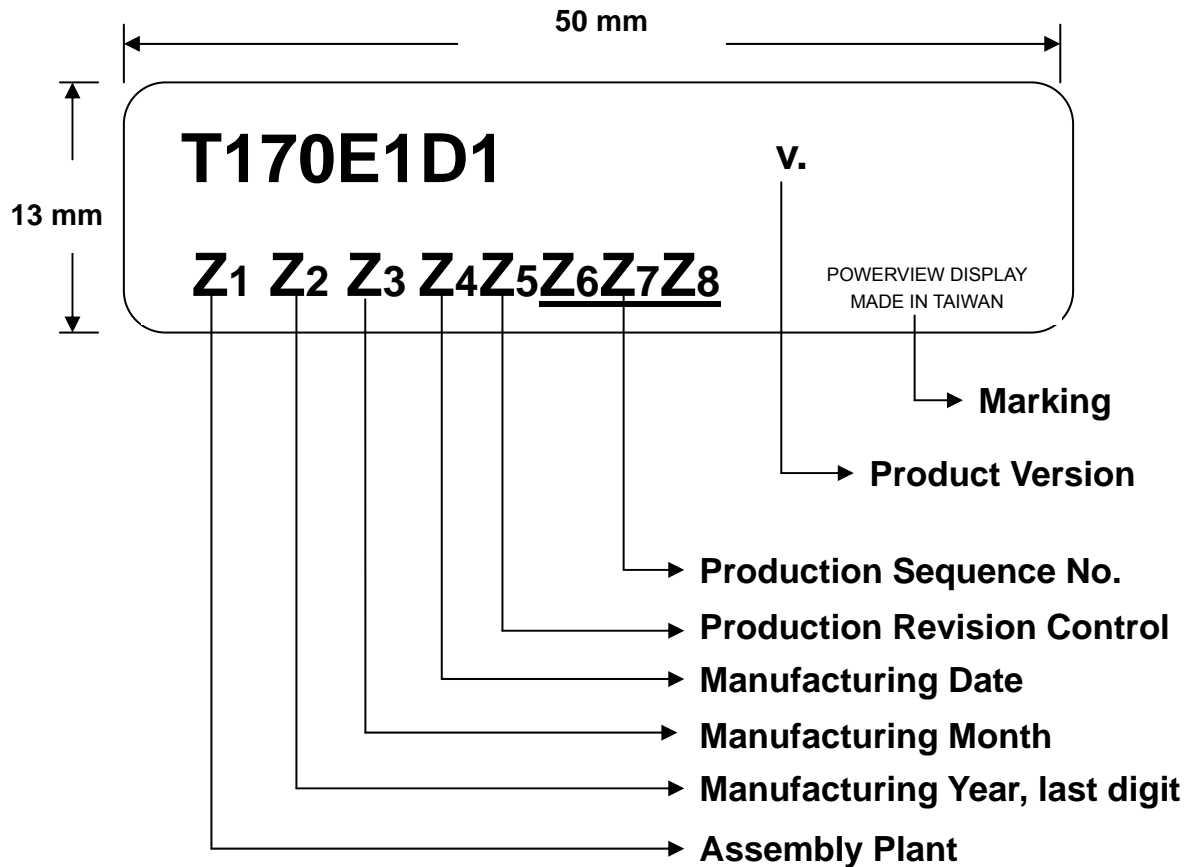 50 mm
T170E1D1 v.
13 mm
Z1 Z2 Z3 Z4Z5Z6Z7Z8
POWERVIEW DISPLAY
MADE IN TAIWAN
Marking
Product Version
Production Sequence No.
Production Revision Control
Manufacturing Date
Manufacturing Month
Manufacturing Year, last digit
Assembly Plant